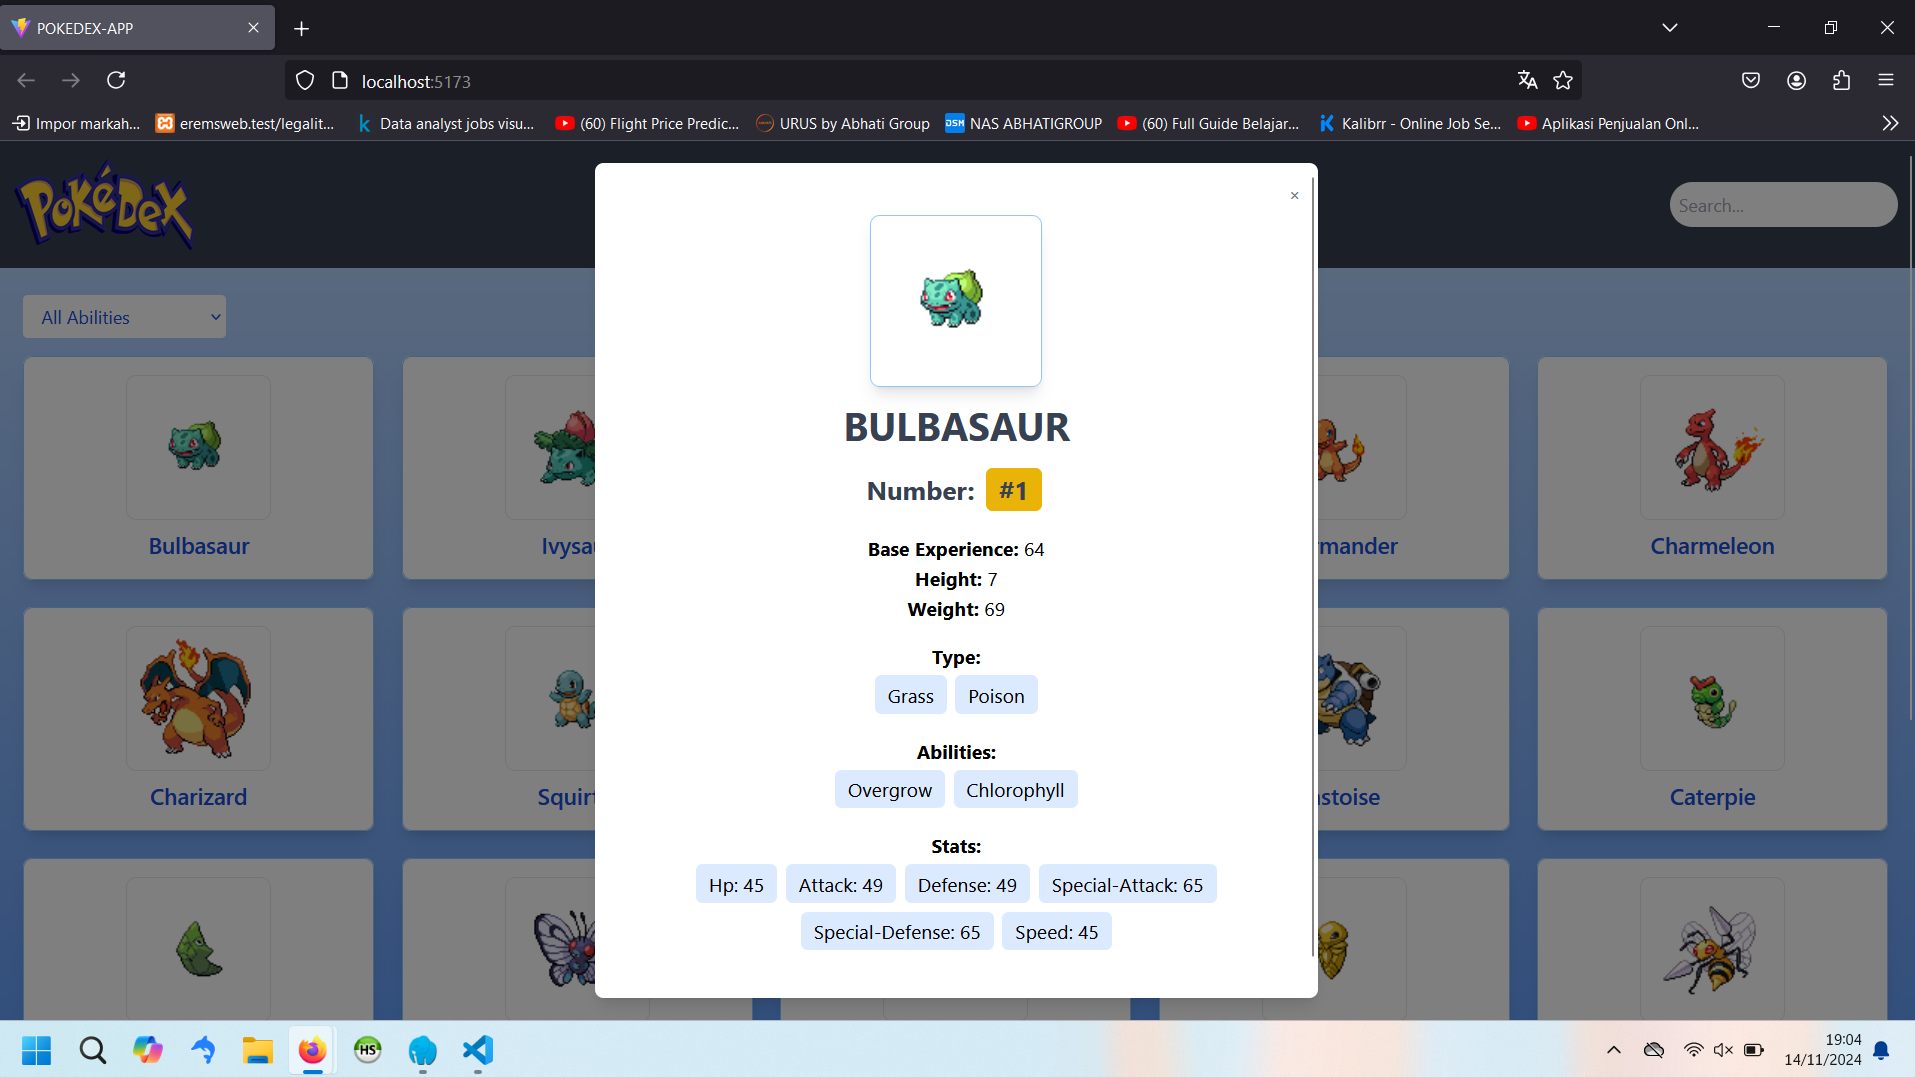 POKEDEX-APP
localhost:5173
Impor markah...
eremsweb.test/legalit...
k Data analyst jobs visu...
(60) Flight Price Predic...
URUS by Abhati Group
DSM NAS ABHATIGROUP
(60) Full Guide Belajar...
Kalibrr - Online Job Se...
Aplikasi Penjualan Onl...
POKéDEX
Search...
×
All Abilities
BULBASAUR
Number: #1
Base Experience: 64
Height: 7
Weight: 69
Type:
Grass Poison
Abilities:
Overgrow Chlorophyll
Stats:
Hp: 45 Attack: 49 Defense: 49 Special-Attack: 65
Special-Defense: 65 Speed: 45
Bulbasaur
Ivysau
rmander
Charmeleon
Charizard
Squirt
stoise
Caterpie
HS
19:04
14/11/2024